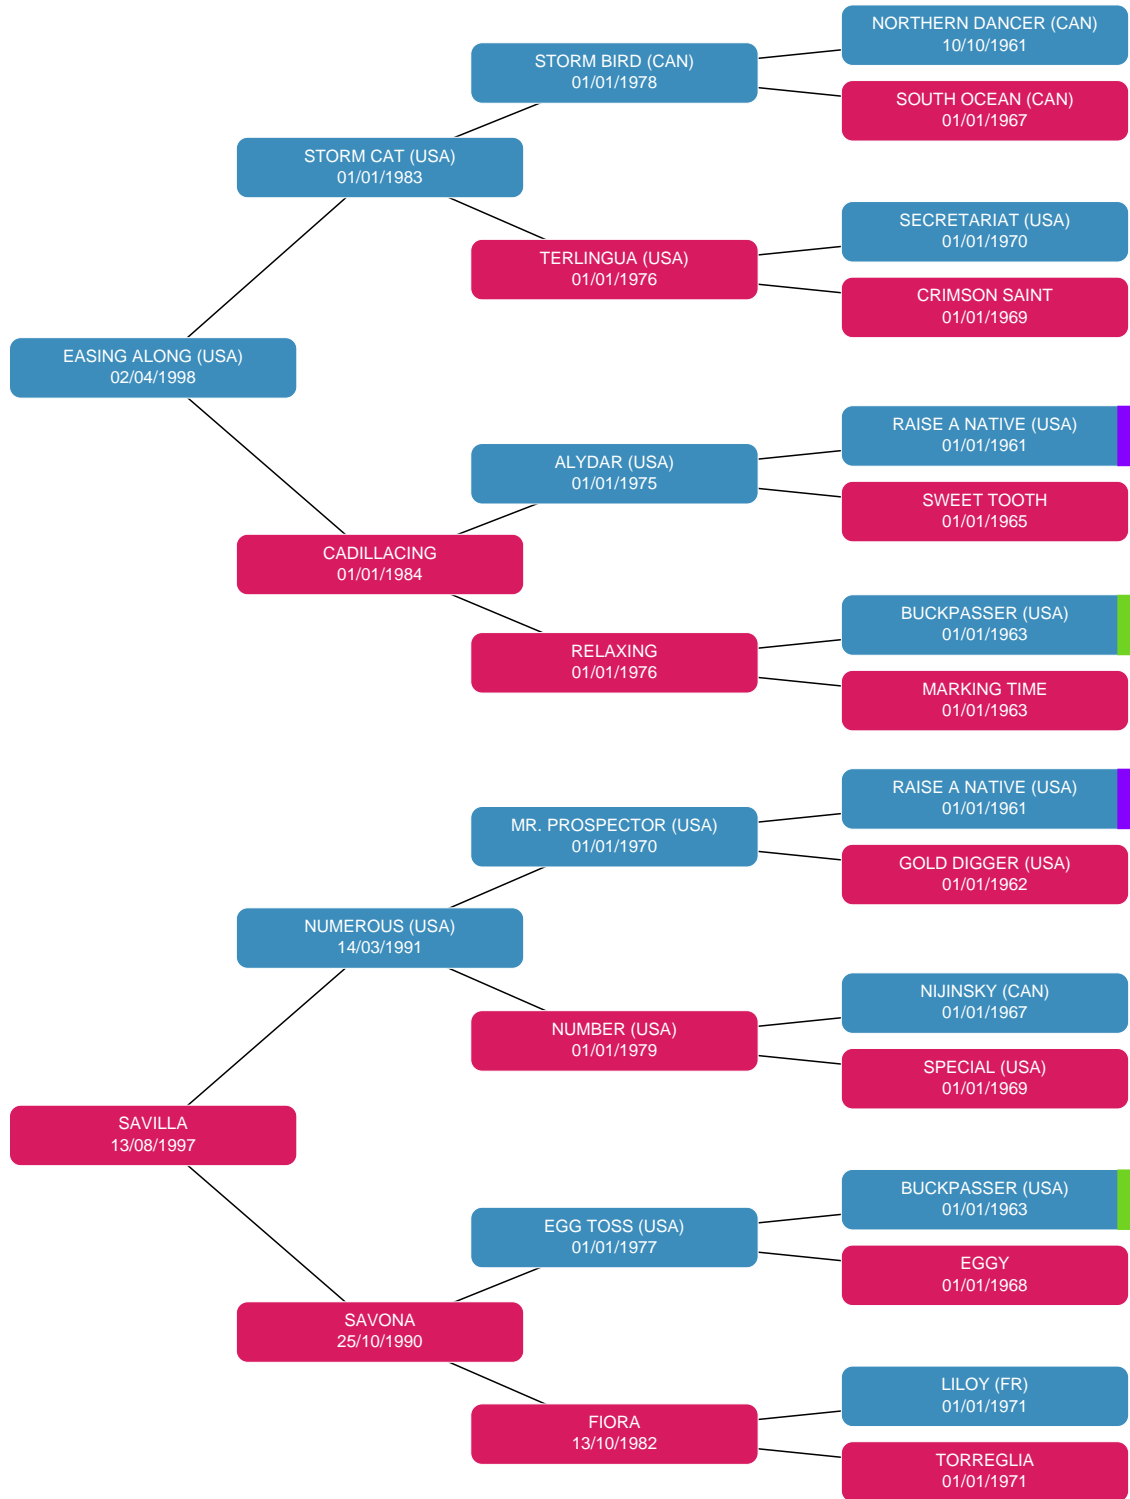 NORTHERN DANCER (CAN)
10/10/1961
STORM BIRD (CAN)
01/01/1978
SOUTH OCEAN (CAN)
01/01/1967
STORM CAT (USA)
01/01/1983
SECRETARIAT (USA)
01/01/1970
TERLINGUA (USA)
01/01/1976
CRIMSON SAINT
01/01/1969
EASING ALONG (USA)
02/04/1998
RAISE A NATIVE (USA)
01/01/1961
ALYDAR (USA)
01/01/1975
SWEET TOOTH
01/01/1965
CADILLACING
01/01/1984
BUCKPASSER (USA)
01/01/1963
RELAXING
01/01/1976
MARKING TIME
01/01/1963
RAISE A NATIVE (USA)
01/01/1961
MR. PROSPECTOR (USA)
01/01/1970
GOLD DIGGER (USA)
01/01/1962
NUMEROUS (USA)
14/03/1991
NIJINSKY (CAN)
01/01/1967
NUMBER (USA)
01/01/1979
SPECIAL (USA)
01/01/1969
SAVILLA
13/08/1997
BUCKPASSER (USA)
01/01/1963
EGG TOSS (USA)
01/01/1977
EGGY
01/01/1968
SAVONA
25/10/1990
LILOY (FR)
01/01/1971
FIORA
13/10/1982
TORREGLIA
01/01/1971